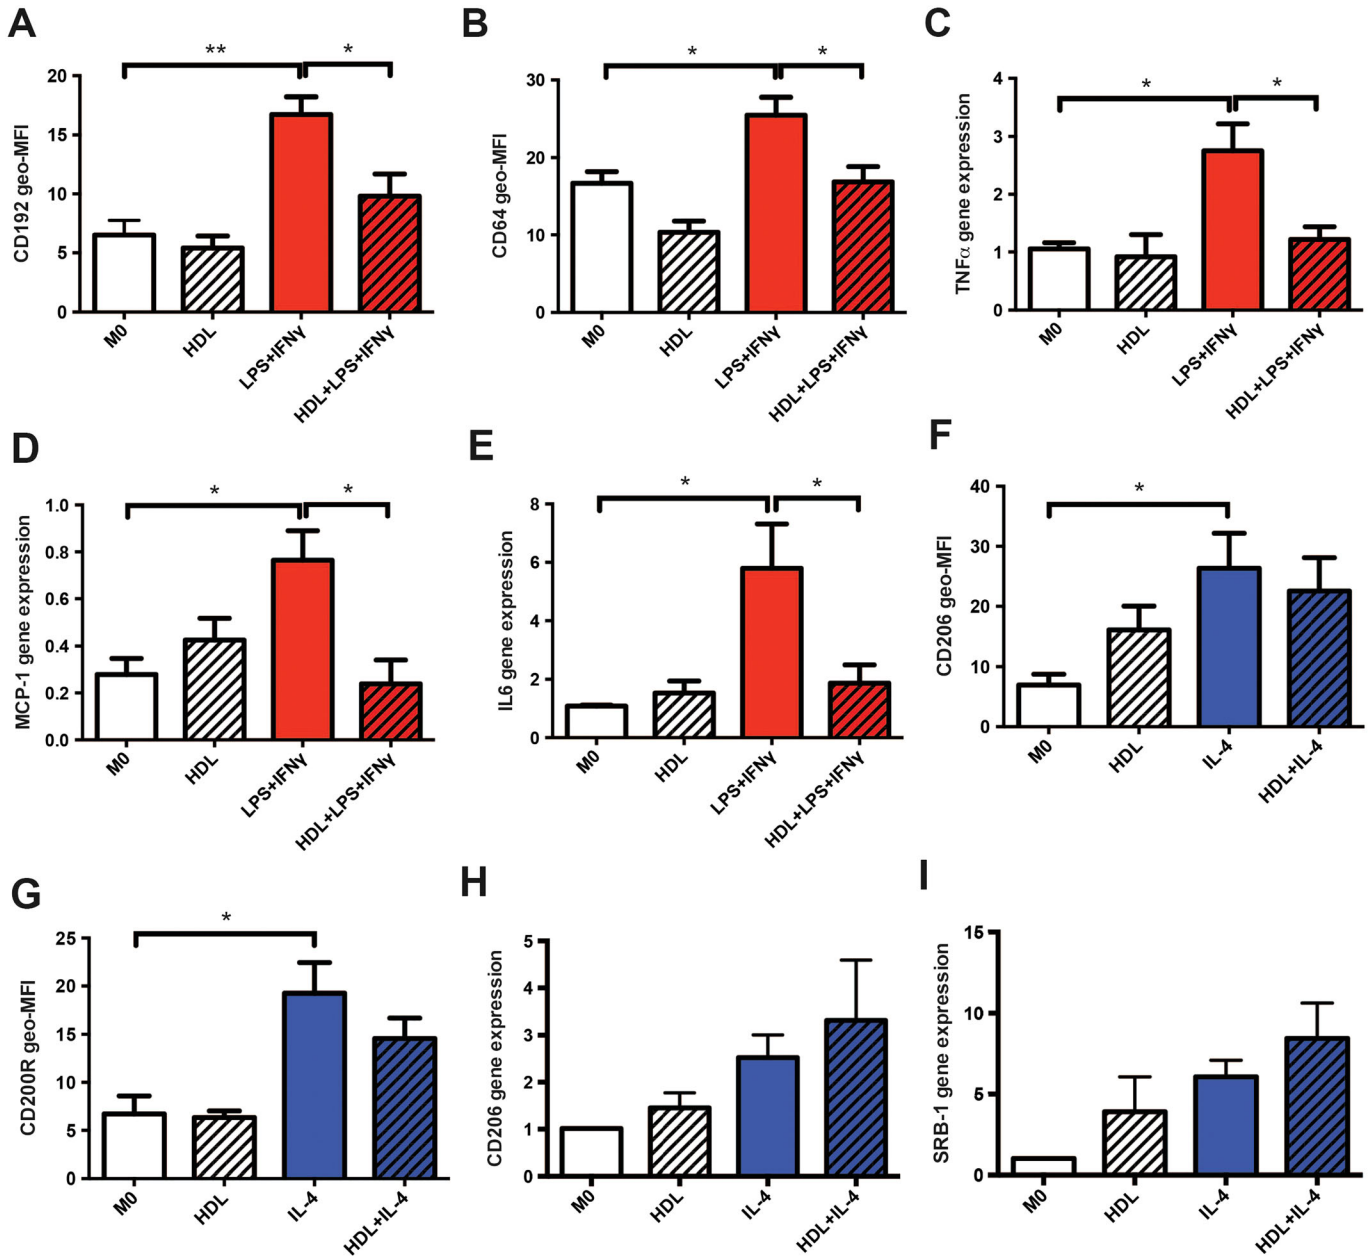 A
B
C
** *
* *
* *
CD192 geo-MFI
20
15
10
5
0
M0
HDL
LPS+IFNγ
HDL+LPS+IFNγ
CD64 geo-MFI
30
20
10
0
M0
HDL
LPS+IFNγ
HDL+LPS+IFNγ
TNFα gene expression
4
3
2
1
0
M0
HDL
LPS+IFNγ
HDL+LPS+IFNγ
D
E
F
* *
* *
*
MCP-1 gene expression
1.0
0.8
0.6
0.4
0.2
0.0
M0
HDL
LPS+IFNγ
HDL+LPS+IFNγ
IL6 gene expression
8
6
4
2
0
M0
HDL
LPS+IFNγ
HDL+LPS+IFNγ
CD206 geo-MFI
40
30
20
10
0
M0
HDL
IL-4
HDL+IL-4
G
H
I
*
CD200R geo-MFI
25
20
15
10
5
0
M0
HDL
IL-4
HDL+IL-4
CD206 gene expression
5
4
3
2
1
0
M0
HDL
IL-4
HDL+IL-4
SRB-1 gene expression
15
10
5
0
M0
HDL
IL-4
HDL+IL-4